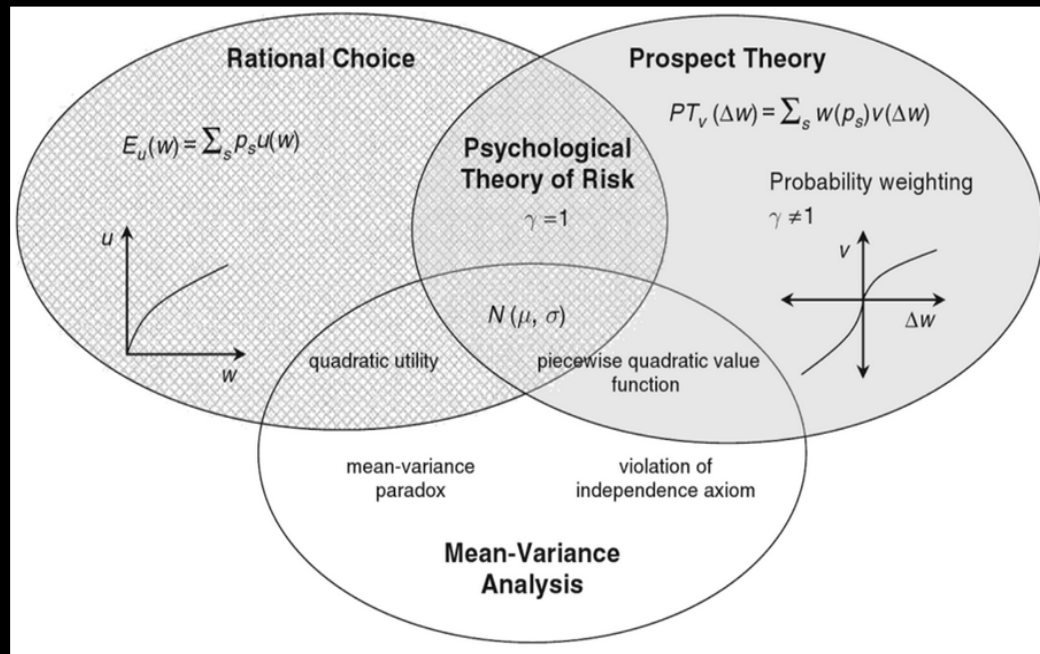 Rational Choice
Prospect Theory
E_u(w) = ∑_s p_s u(w)
PT_v (Δw) = ∑_s w(p_s)v(Δw)
Psychological
Theory of Risk
γ =1
Probability weighting
γ ≠1
u
w
v
Δw
N (μ, σ)
quadratic utility
piecewise quadratic value
function
mean-variance
paradox
violation of
independence axiom
Mean-Variance
Analysis